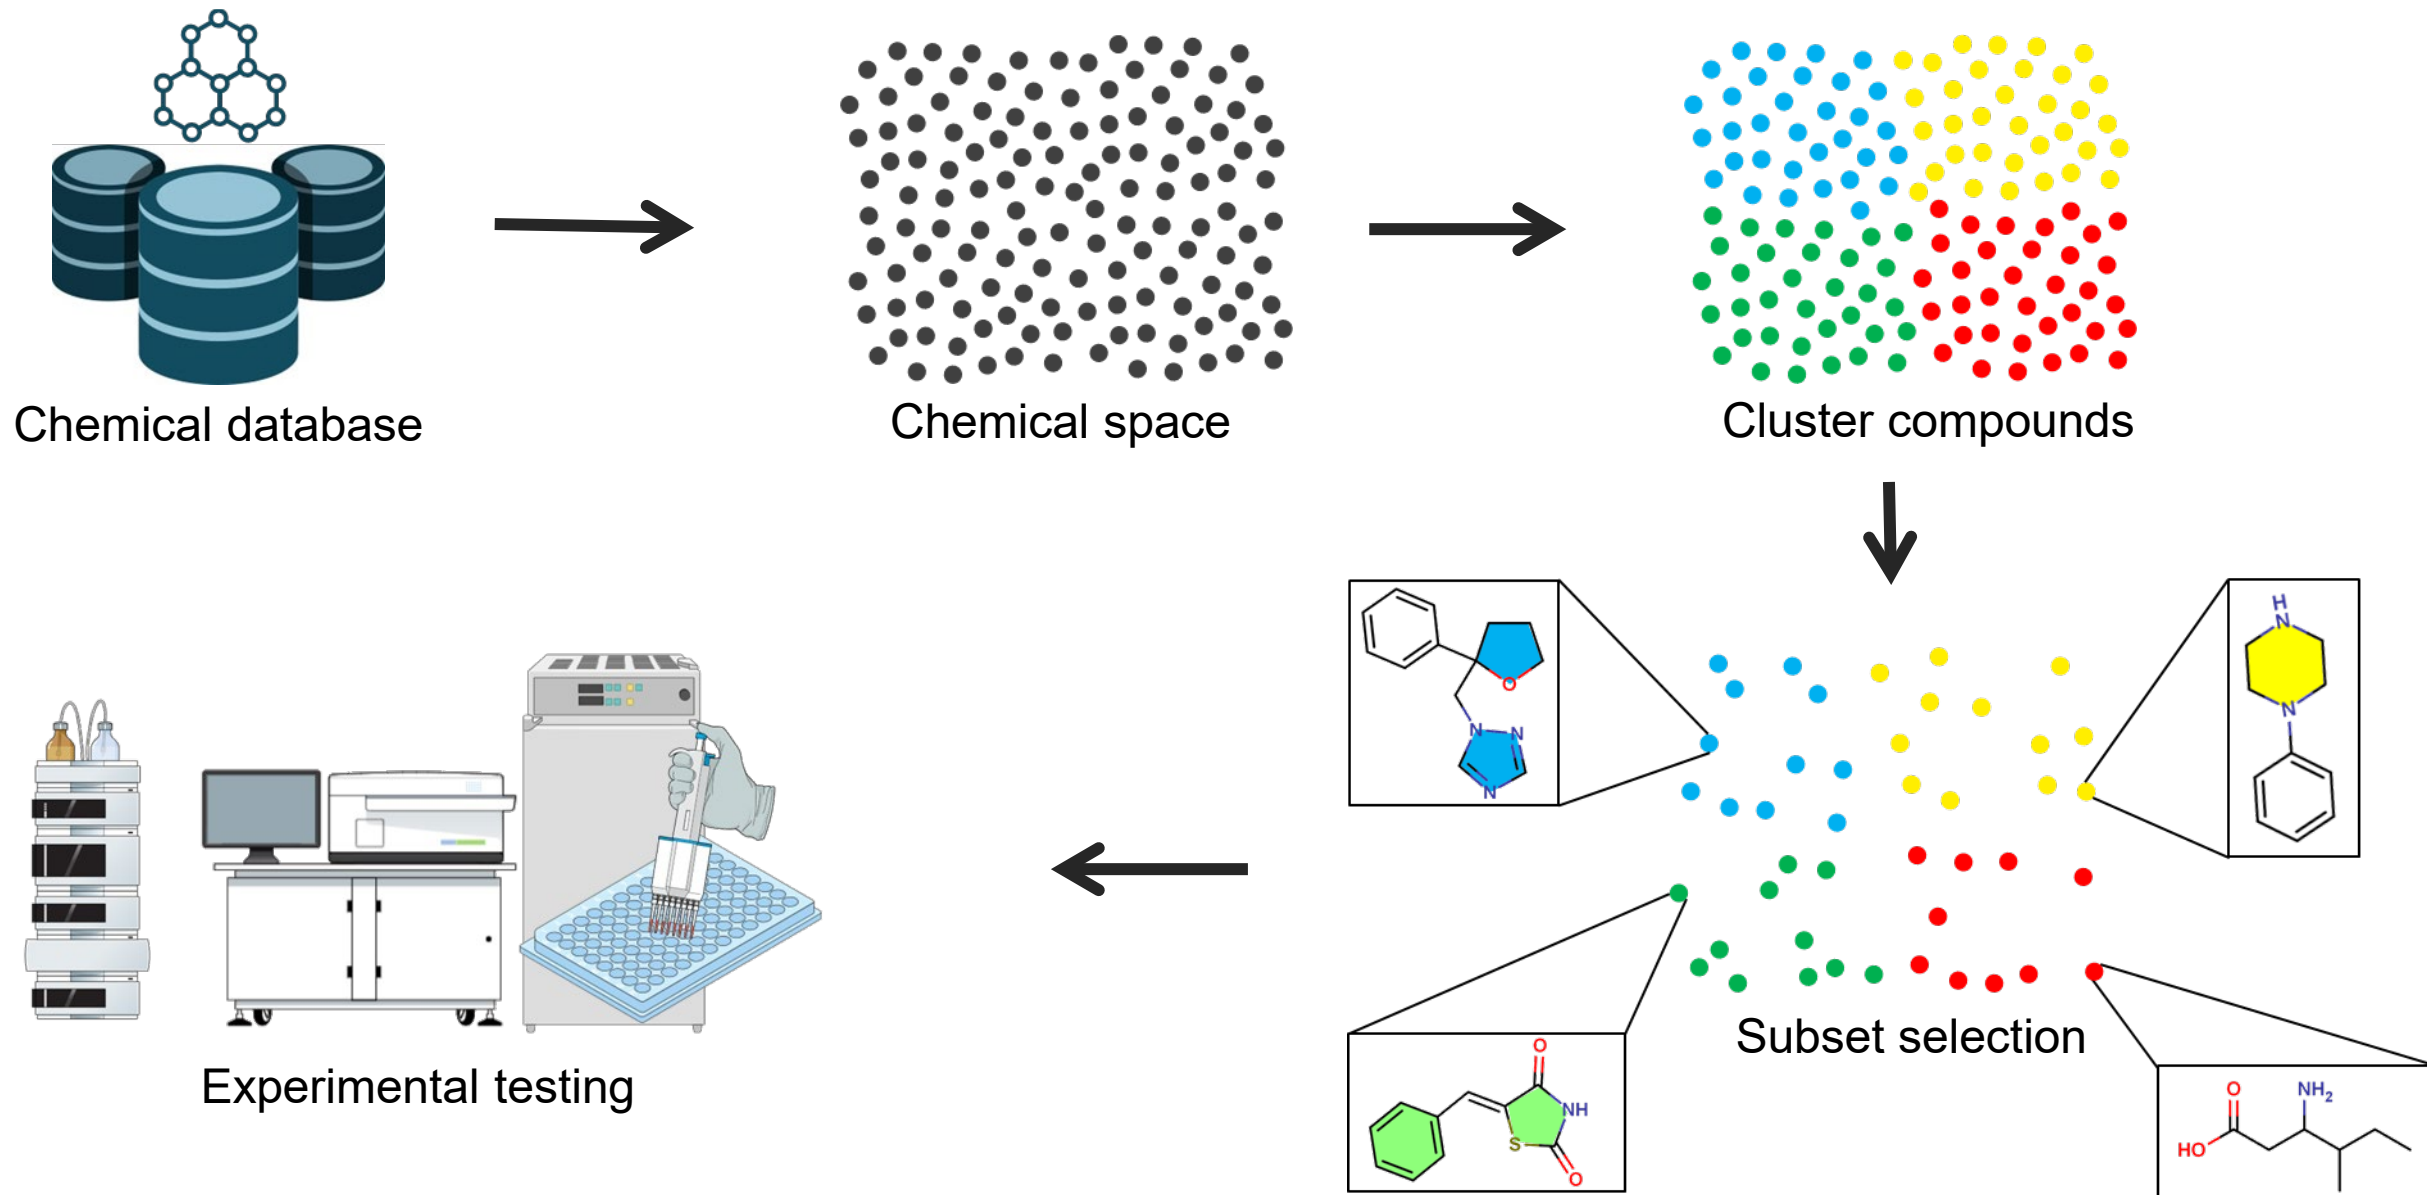 Chemical database
Chemical space
Cluster compounds
O
N
N
N
H
N
N
Subset selection
O
NH
S
O
O
NH2
HO
Experimental testing